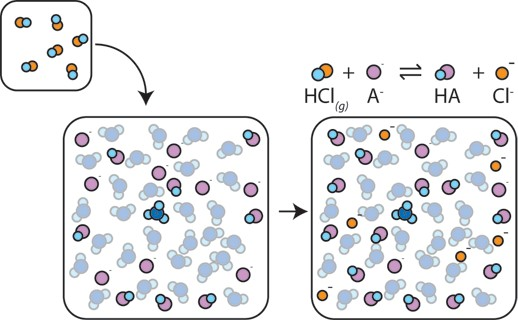 + ⇌ +
HCl(g) A- HA Cl-